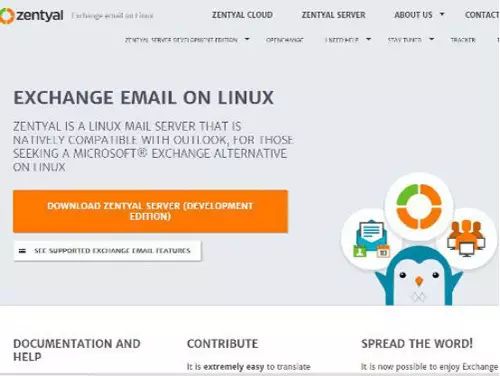 zentyal Exchange email on Linux ZENTYAL CLOUD ZENTYAL SERVER ABOUT US CONTACT
ZENTYAL SERVER DEVELOPMENT EDITION OPENCHANGE I NEED HELP STAY TUNED TRACKER
EXCHANGE EMAIL ON LINUX
ZENTYAL IS A LINUX MAIL SERVER THAT IS
NATIVELY COMPATIBLE WITH OUTLOOK, FOR THOSE
SEEKING A MICROSOFT® EXCHANGE ALTERNATIVE
ON LINUX
DOWNLOAD ZENTYAL SERVER (DEVELOPMENT
EDITION)
SEE SUPPORTED EXCHANGE EMAIL FEATURES
DOCUMENTATION AND
HELP
CONTRIBUTE
It is extremely easy to translate
SPREAD THE WORD!
It is now possible to enjoy Exchange